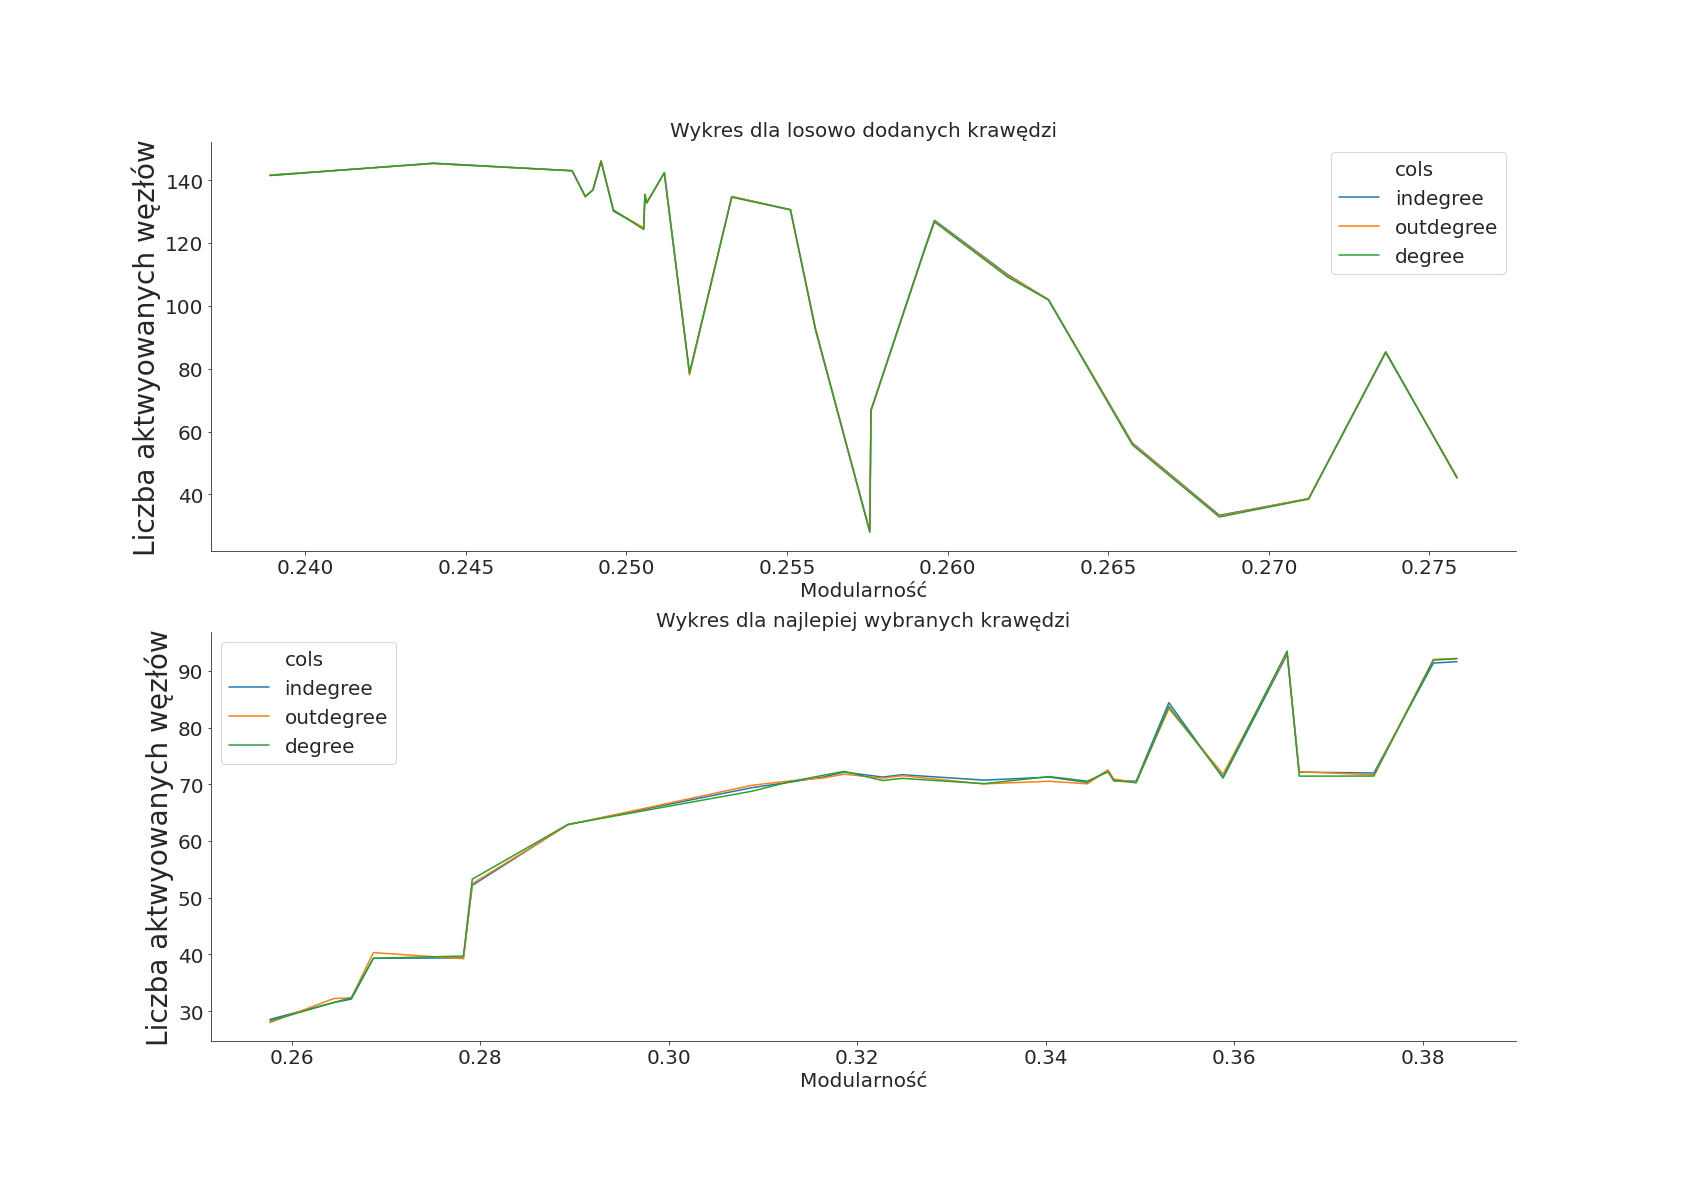 Wykres dla losowo dodanych krawędzi
Liczba aktwyowanych węzłów
140
120
100
80
60
40
cols
indegree
outdegree
degree
0.240 0.245 0.250 0.255 0.260 0.265 0.270 0.275
Modularność
Wykres dla najlepiej wybranych krawędzi
Liczba aktwyowanych węzłów
90
80
70
60
50
40
30
cols
indegree
outdegree
degree
0.26 0.28 0.30 0.32 0.34 0.36 0.38
Modularność